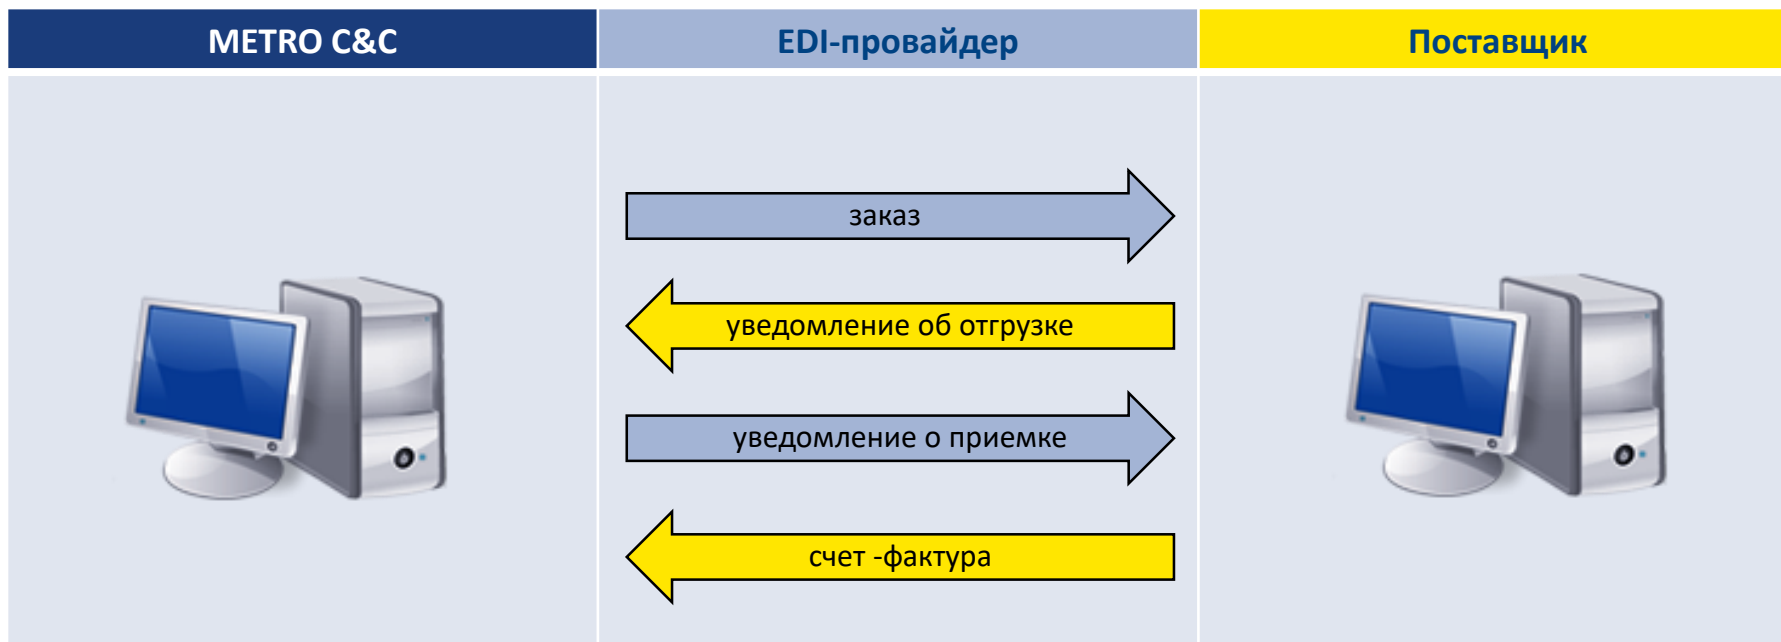 METRO C&C
EDI-провайдер
Поставщик
заказ
уведомление об отгрузке
уведомление о приемке
счет -фактура